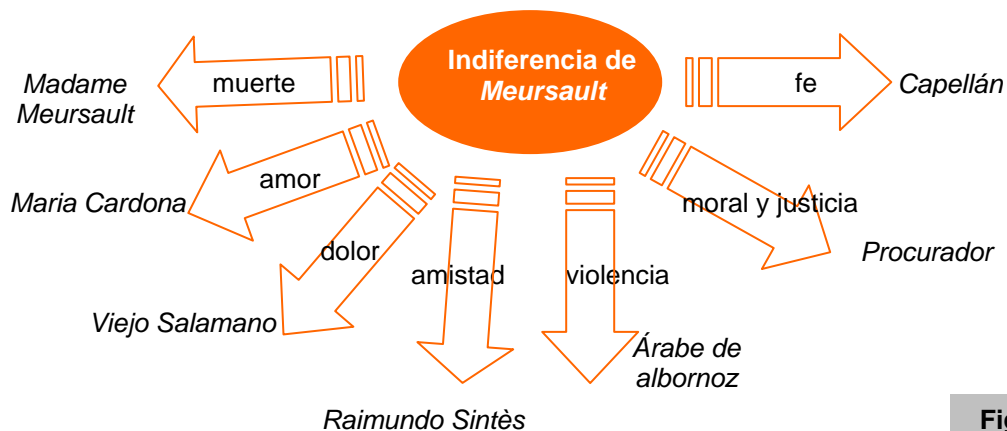 Indiferencia de
Meursault
muerte
Madame
Meursault
amor
Maria Cardona
dolor
Viejo Salamano
amistad
Raimundo Sintès
violencia
Árabe de
albornoz
moral y justicia
Procurador
fe
Capellán